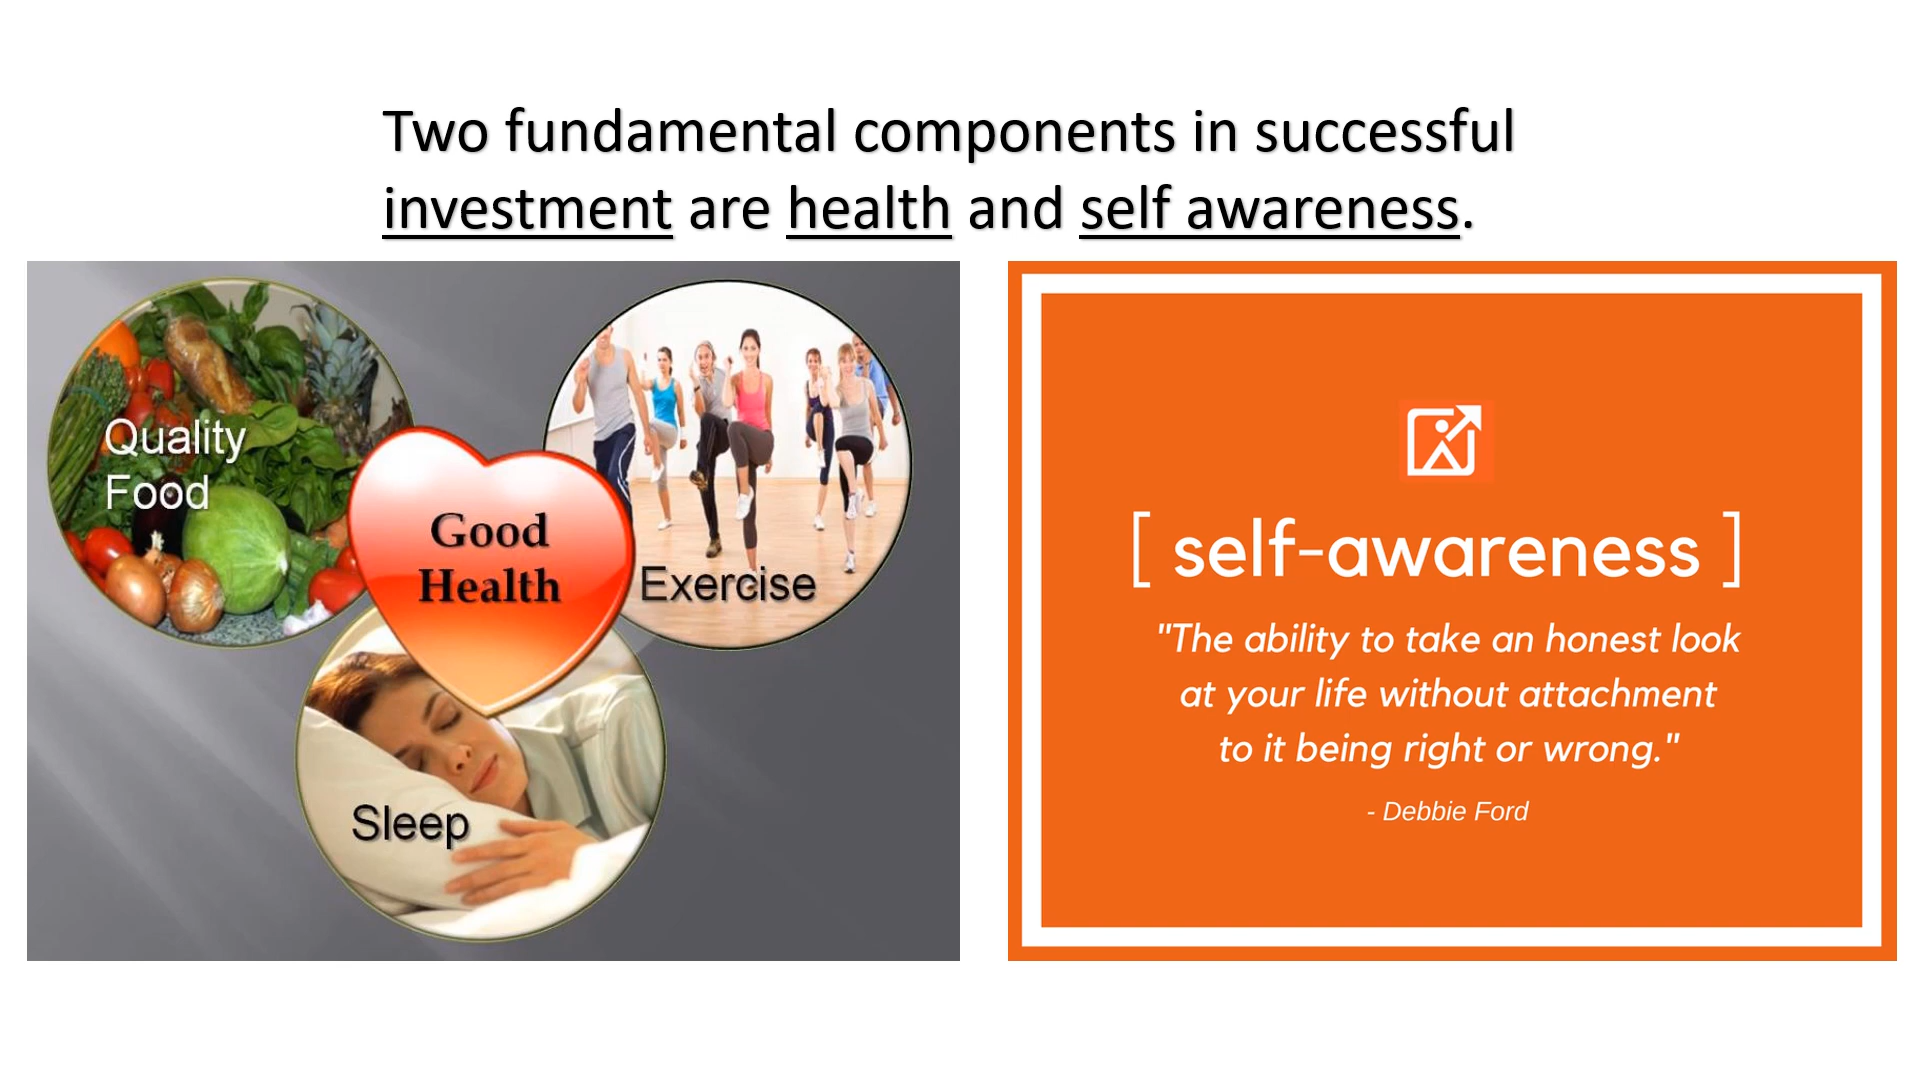 Two fundamental components in successful
investment are health and self awareness.
Quality
Food
Good
Health
Exercise
Sleep
[ self-awareness ]
"The ability to take an honest look
at your life without attachment
to it being right or wrong."
- Debbie Ford